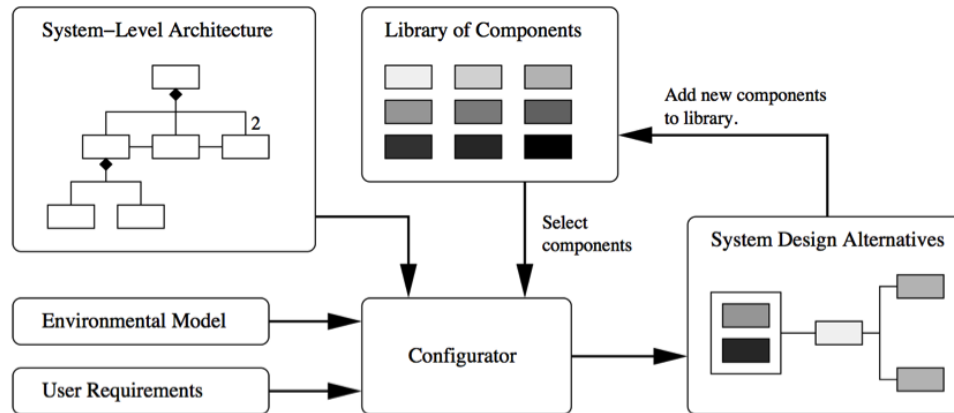 System–Level Architecture
2
Library of Components
Add new components
to library.
Select
components
System Design Alternatives
Environmental Model
Configurator
User Requirements